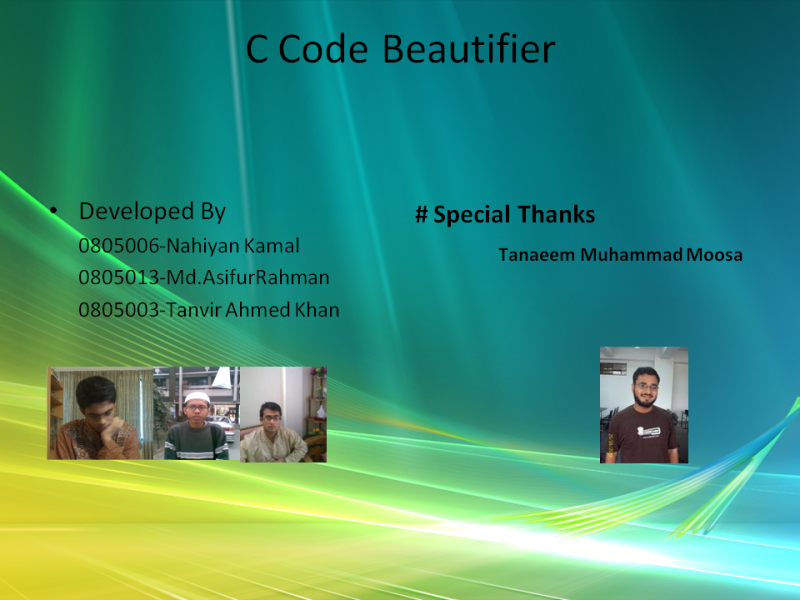 C Code Beautifier
• Developed By
0805006-Nahiyan Kamal
0805013-Md.AsifurRahman
0805003-Tanvir Ahmed Khan
# Special Thanks
Tanaeem Muhammad Moosa